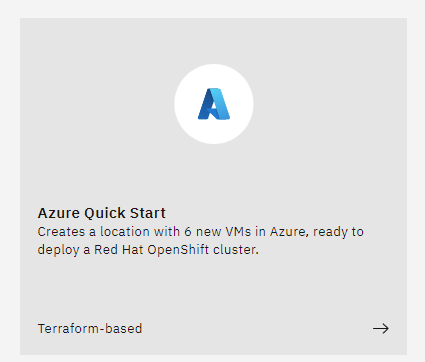 Azure Quick Start
Creates a location with 6 new VMs in Azure, ready to
deploy a Red Hat OpenShift cluster.
Terraform-based